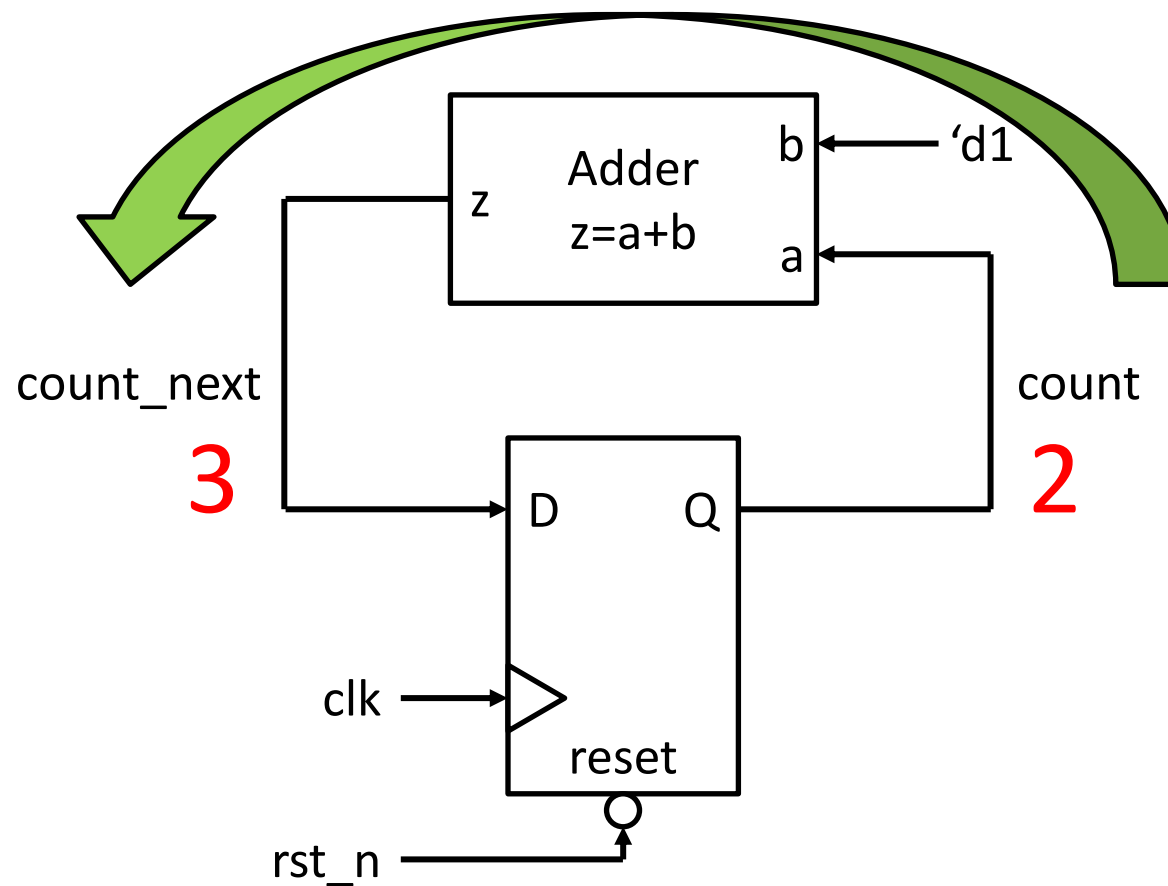 Adder
z=a+b
z
b
‘d1
a
count_next
3
count
2
D
Q
clk
reset
rst_n